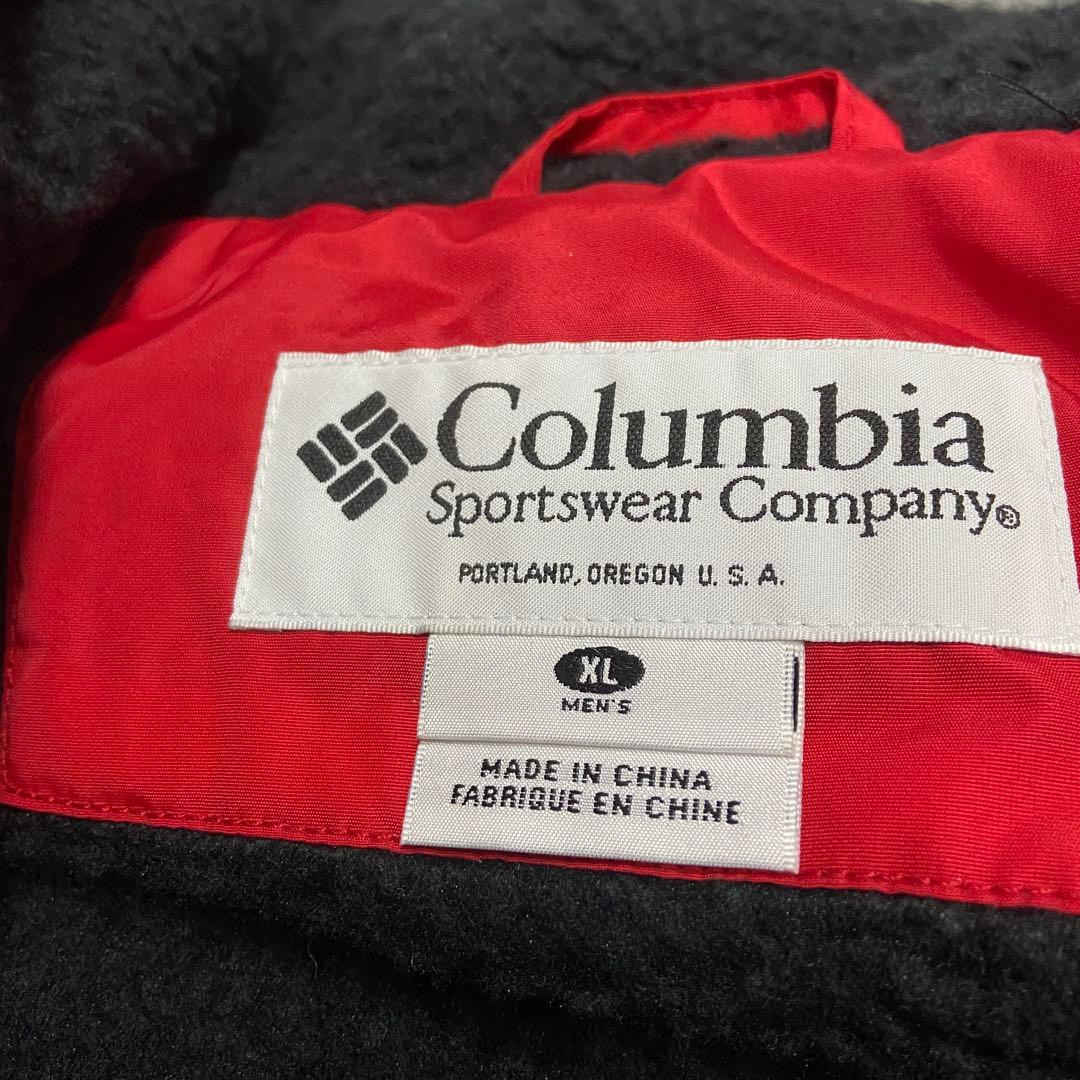 Columbia
Sportswear Company®
PORTLAND, OREGON U. S. A.
XL
MEN'S
MADE IN CHINA
FABRIQUE EN CHINE